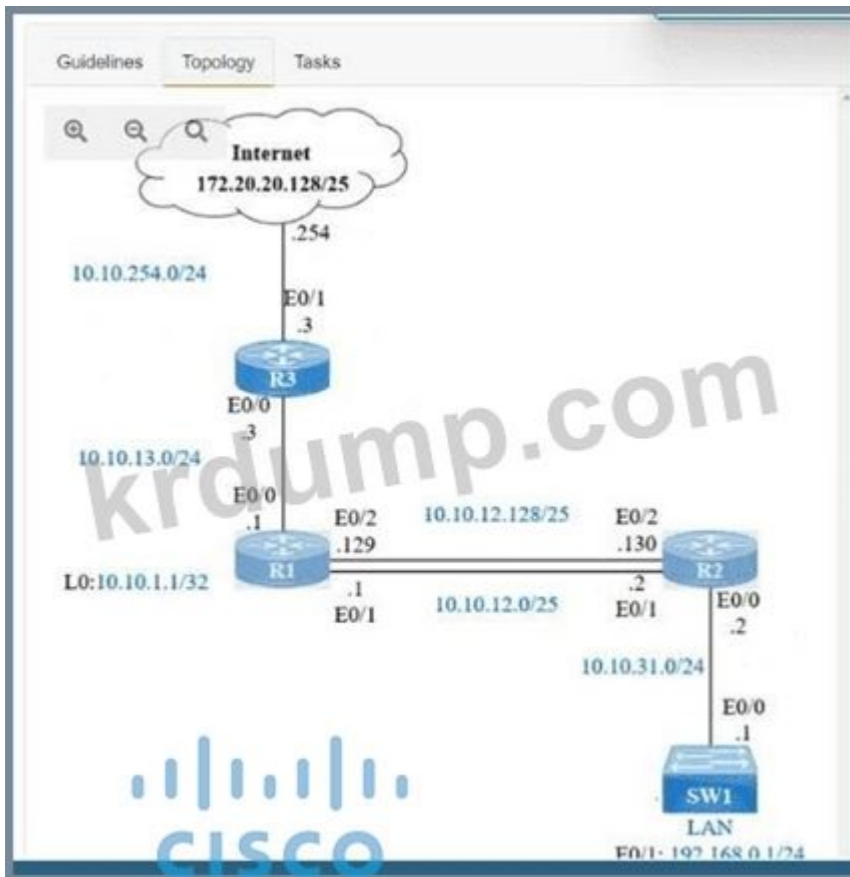 Guidelines Topology Tasks
Internet
172.20.20.128/25
.254
10.10.254.0/24
E0/1
.3
R3
E0/0
.3
10.10.13.0/24
krdump.com
E0/0
.1
E0/2
10.10.12.128/25
E0/2
.129
.130
R1
R2
L0:10.10.1.1/32
.1
E0/1
10.10.12.0/25
.2
E0/1
E0/0
.2
10.10.31.0/24
E0/0
.1
SW1
LAN
E0/1: 192.168.0.1/24
CISCO